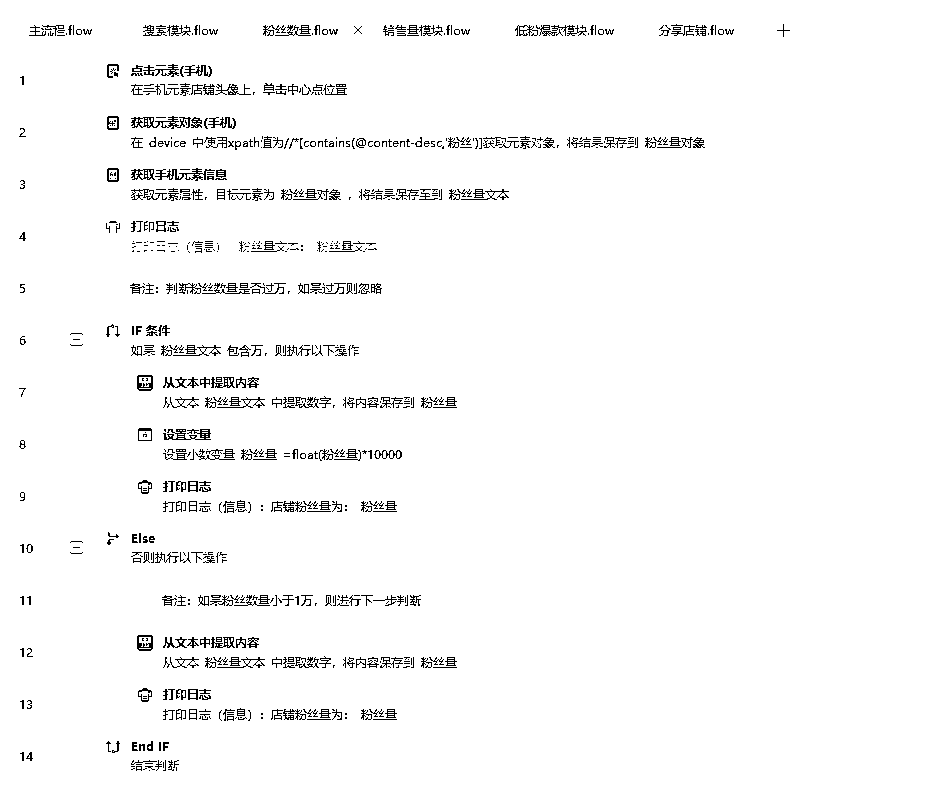 主流程.flow 搜索模块.flow 粉丝数量.flow × 销售量模块.flow 低粉爆款模块.flow 分享店铺.flow +
1 点击元素(手机)
在手机元素店铺头像上，单击中心点位置
2 获取元素对象(手机)
在 device 中使用xpath值为//*[contains(@content-desc,'粉丝')]获取元素对象，将结果保存到 粉丝量对象
3 获取手机元素信息
获取元素属性，目标元素为 粉丝量对象 ，将结果保存至到 粉丝量文本
4 打印日志
打印日志（信息） 粉丝量文本： 粉丝量文本
5 备注：判断粉丝数量是否过万，如果过万则忽略
6 IF 条件
如果 粉丝量文本 包含万，则执行以下操作
7 从文本中提取内容
从文本 粉丝量文本 中提取数字，将内容保存到 粉丝量
8 设置变量
设置小数变量 粉丝量 =float(粉丝量)*10000
9 打印日志
打印日志（信息）：店铺粉丝量为： 粉丝量
10 Else
否则执行以下操作
11 备注：如果粉丝数量小于1万，则进行下一步判断
12 从文本中提取内容
从文本 粉丝量文本 中提取数字，将内容保存到 粉丝量
13 打印日志
打印日志（信息）：店铺粉丝量为： 粉丝量
14 End IF
结束判断